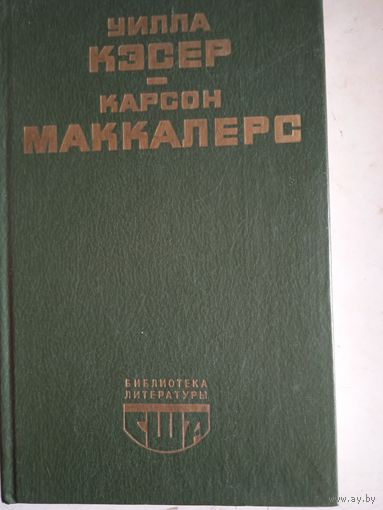 УИЛЛА
КЭСЕР
—
КАРСОН
МАККАЛЕРС
БИБЛИОТЕКА
ЛИТЕРАТУРЫ
США
www.ay.by